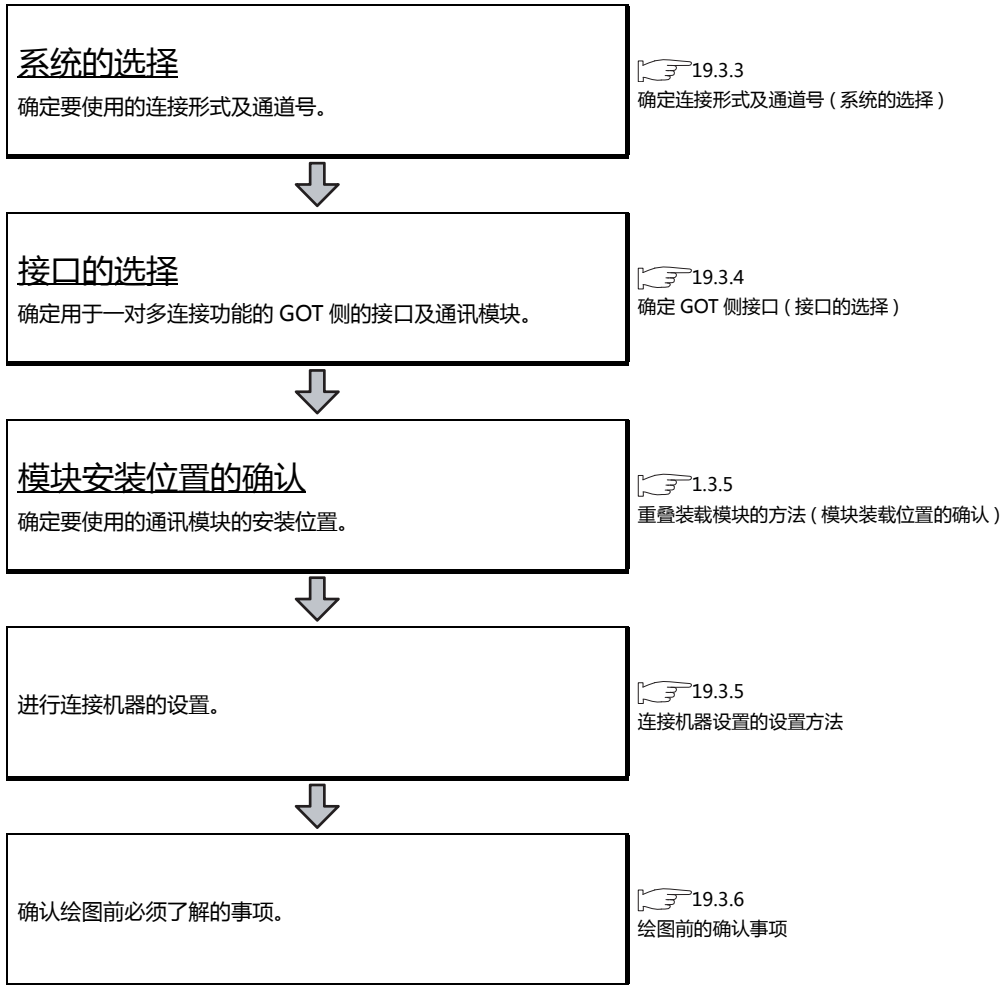 系统的选择
确定要使用的连接形式及通道号。
19.3.3
确定连接形式及通道号 ( 系统的选择 )
接口的选择
确定用于一对多连接功能的 GOT 侧的接口及通讯模块。
19.3.4
确定 GOT 侧接口 ( 接口的选择 )
模块安装位置的确认
确定要使用的通讯模块的安装位置。
1.3.5
重叠装载模块的方法 ( 模块装载位置的确认 )
进行连接机器的设置。
19.3.5
连接机器设置的设置方法
确认绘图前必须了解的事项。
19.3.6
绘图前的确认事项